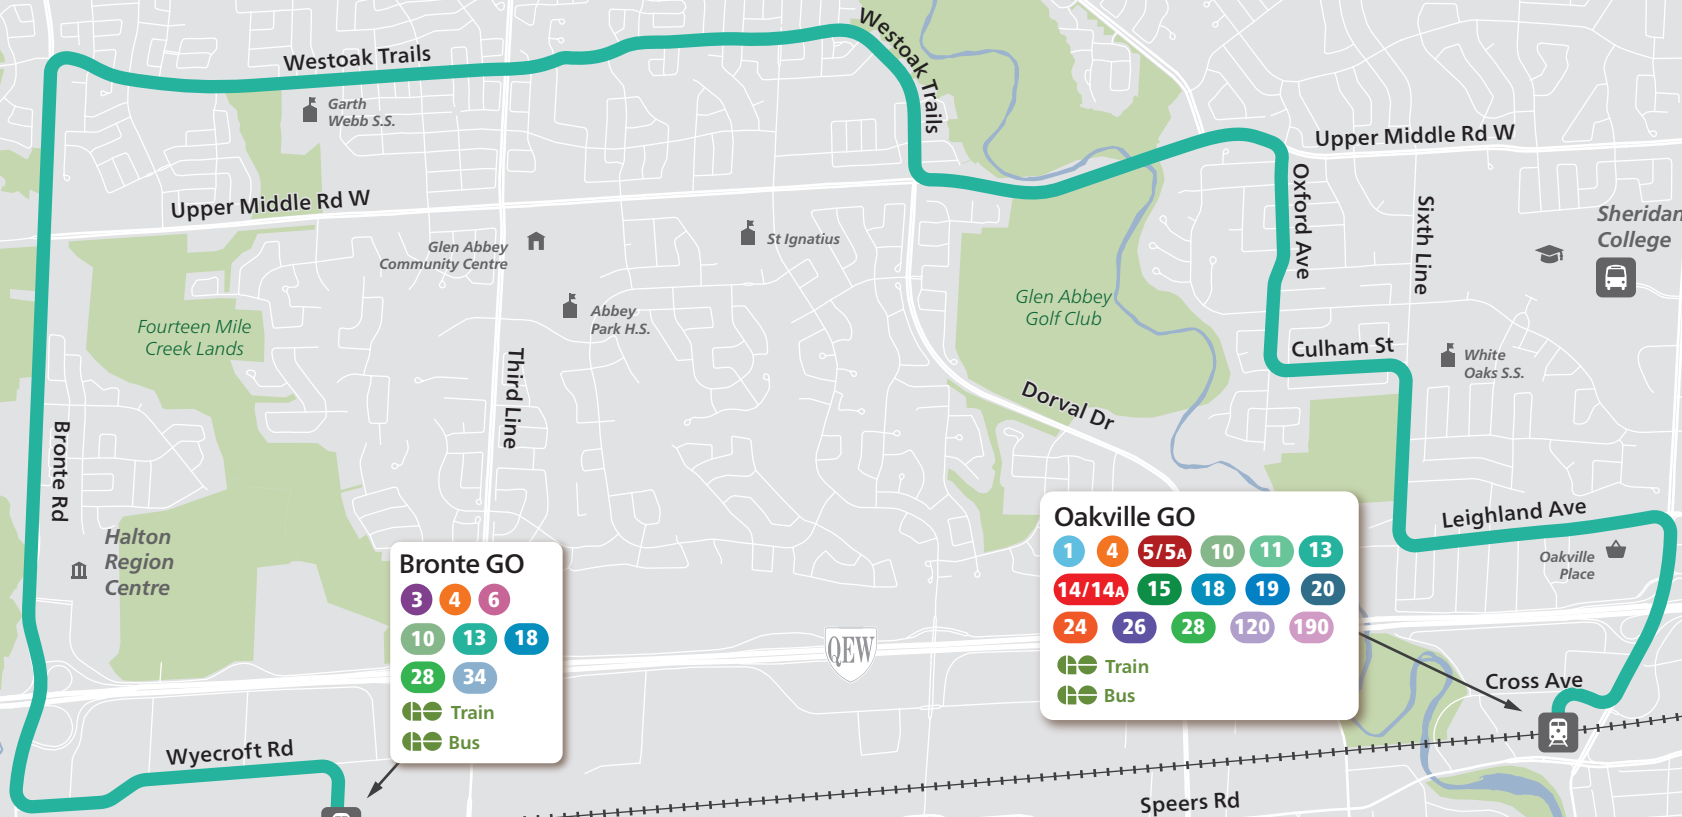 Westoak Trails
Westoak Trails
Garth
Webb S.S.
Upper Middle Rd W
Upper Middle Rd W
Oxford Ave
Sixth Line
Sheridan
College
Glen Abbey
Community Centre
St Ignatius
Abbey
Park H.S.
Glen Abbey
Golf Club
Fourteen Mile
Creek Lands
Third Line
Culham St
White
Oaks S.S.
Dorval Dr
Bronte Rd
Halton
Region
Centre
Leighland Ave
Oakville
Place
Bronte GO
3 4 6
10 13 18
28 34
GO Train
GO Bus
QEW
Oakville GO
1 4 5/5A 10 11 13
14/14A 15 18 19 20
24 26 28 120 190
GO Train
GO Bus
Cross Ave
Wyecroft Rd
Speers Rd